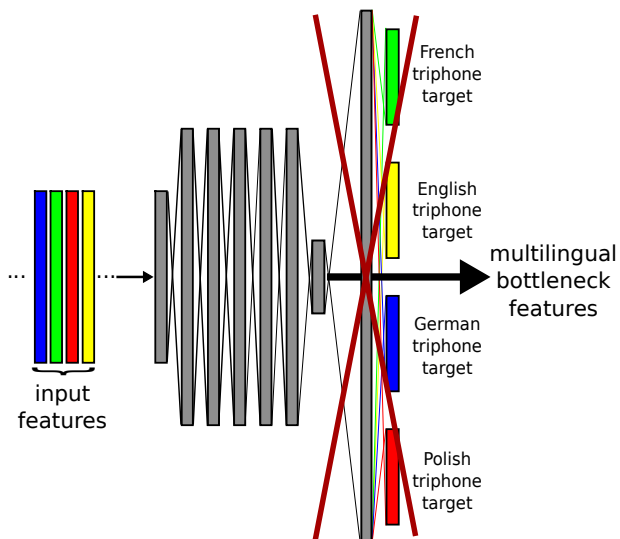 French
triphone
target
English
triphone
target
multilingual
bottleneck
features
German
triphone
target
Polish
triphone
target
...
...
input
features